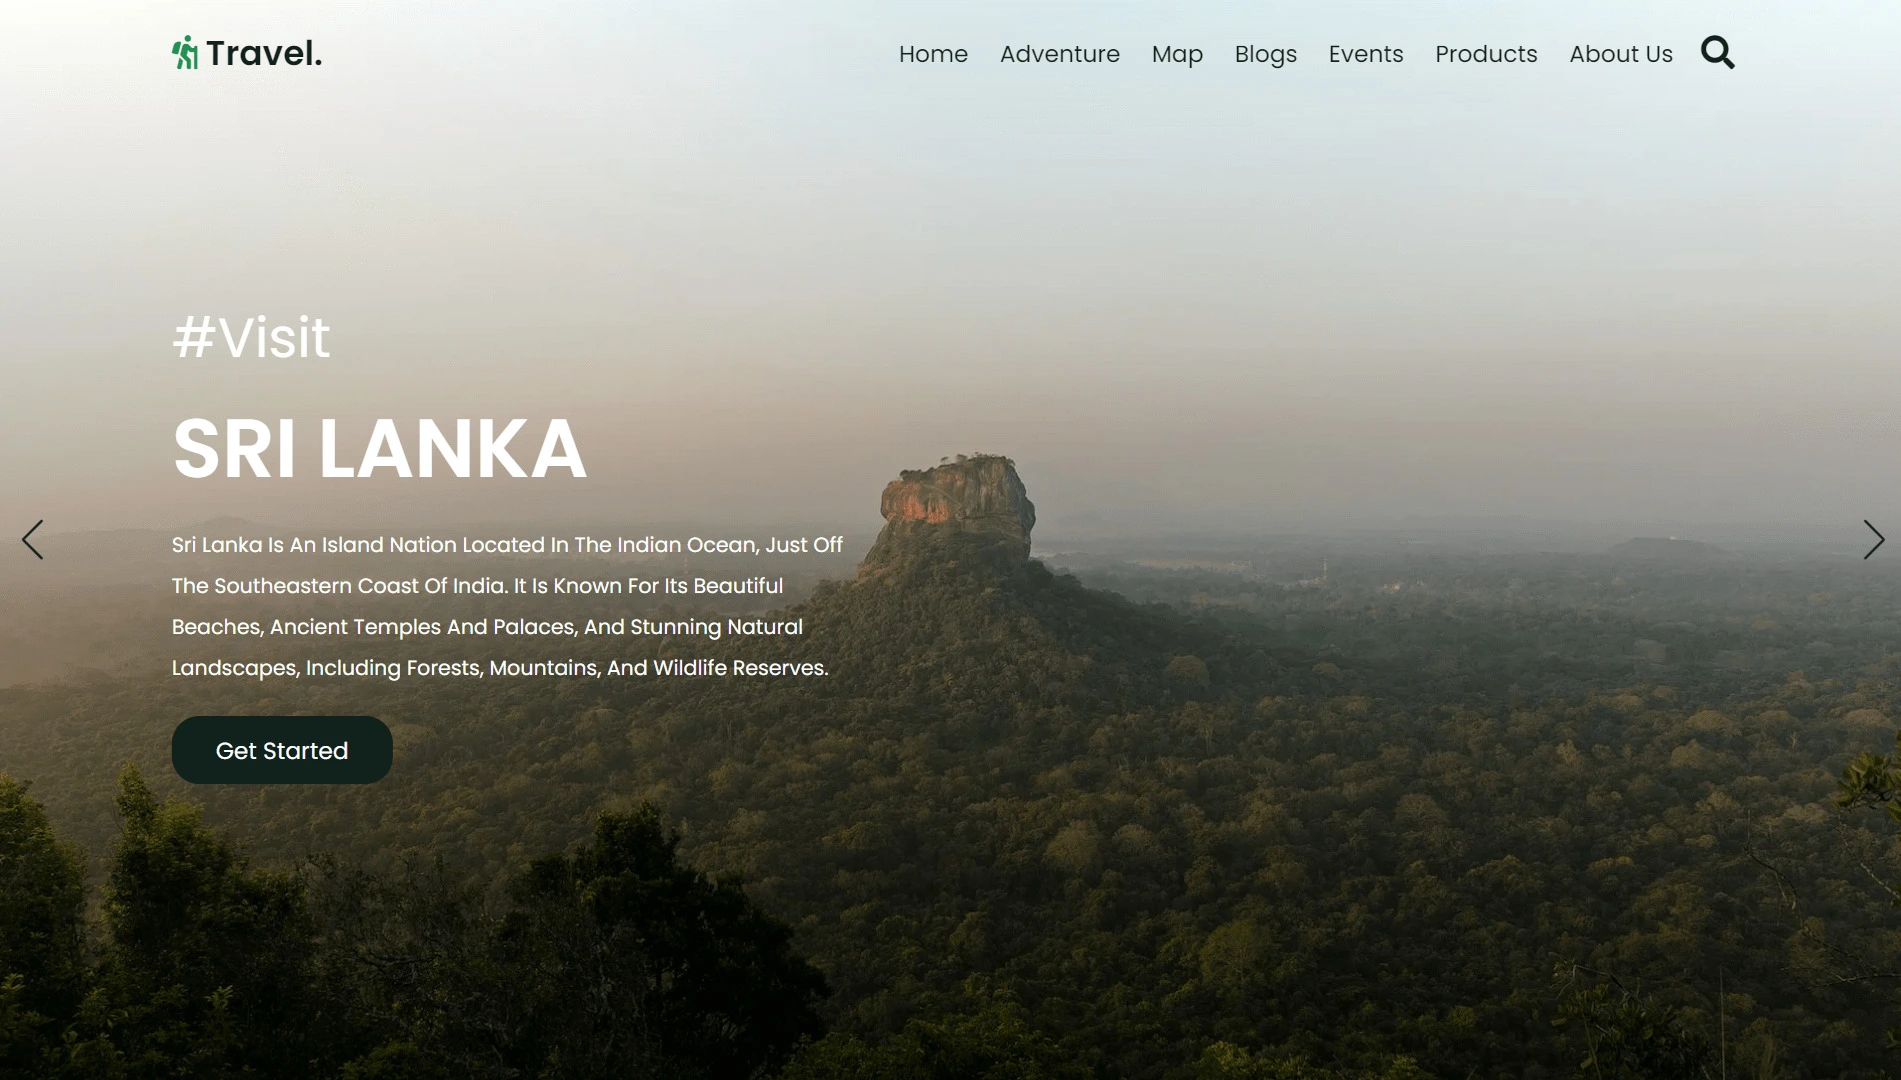 Travel.
Home
Adventure
Map
Blogs
Events
Products
About Us
#Visit
SRI LANKA
Sri Lanka Is An Island Nation Located In The Indian Ocean, Just Off
The Southeastern Coast Of India. It Is Known For Its Beautiful
Beaches, Ancient Temples And Palaces, And Stunning Natural
Landscapes, Including Forests, Mountains, And Wildlife Reserves.
Get Started